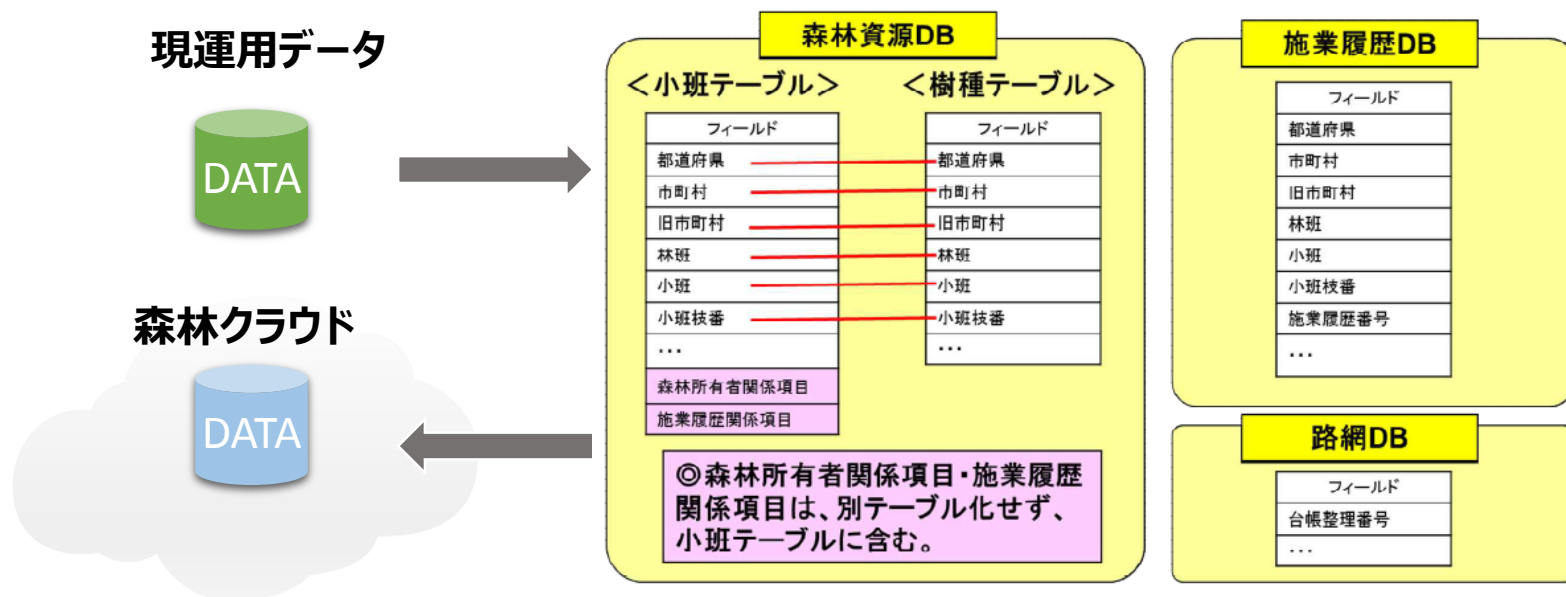 現運用データ
DATA
森林クラウド
DATA
森林資源DB
＜小班テーブル＞
フィールド
都道府県
市町村
旧市町村
林班
小班
小班枝番
...
森林所有者関係項目
施業履歴関係項目
＜樹種テーブル＞
フィールド
都道府県
市町村
旧市町村
林班
小班
小班枝番
...
◎森林所有者関係項目・施業履歴
関係項目は、別テーブル化せず、
小班テーブルに含む。
施業履歴DB
フィールド
都道府県
市町村
旧市町村
林班
小班
小班枝番
施業履歴番号
...
路網DB
フィールド
台帳整理番号
...